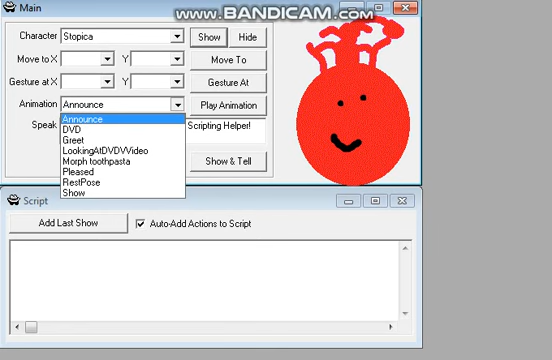 www.BANDICAM.com
Main
Character Stopica Show Hide
Move to X Y Move To
Gesture at X Y Gesture At
Animation Announce Play Animation
Speak Scripting Helper!
Announce
DVD
Greet
LookingAtDVDVVideo
Morph toothpasta
Pleased
RestPose
Show
Show & Tell
Script
Add Last Show Auto-Add Actions to Script